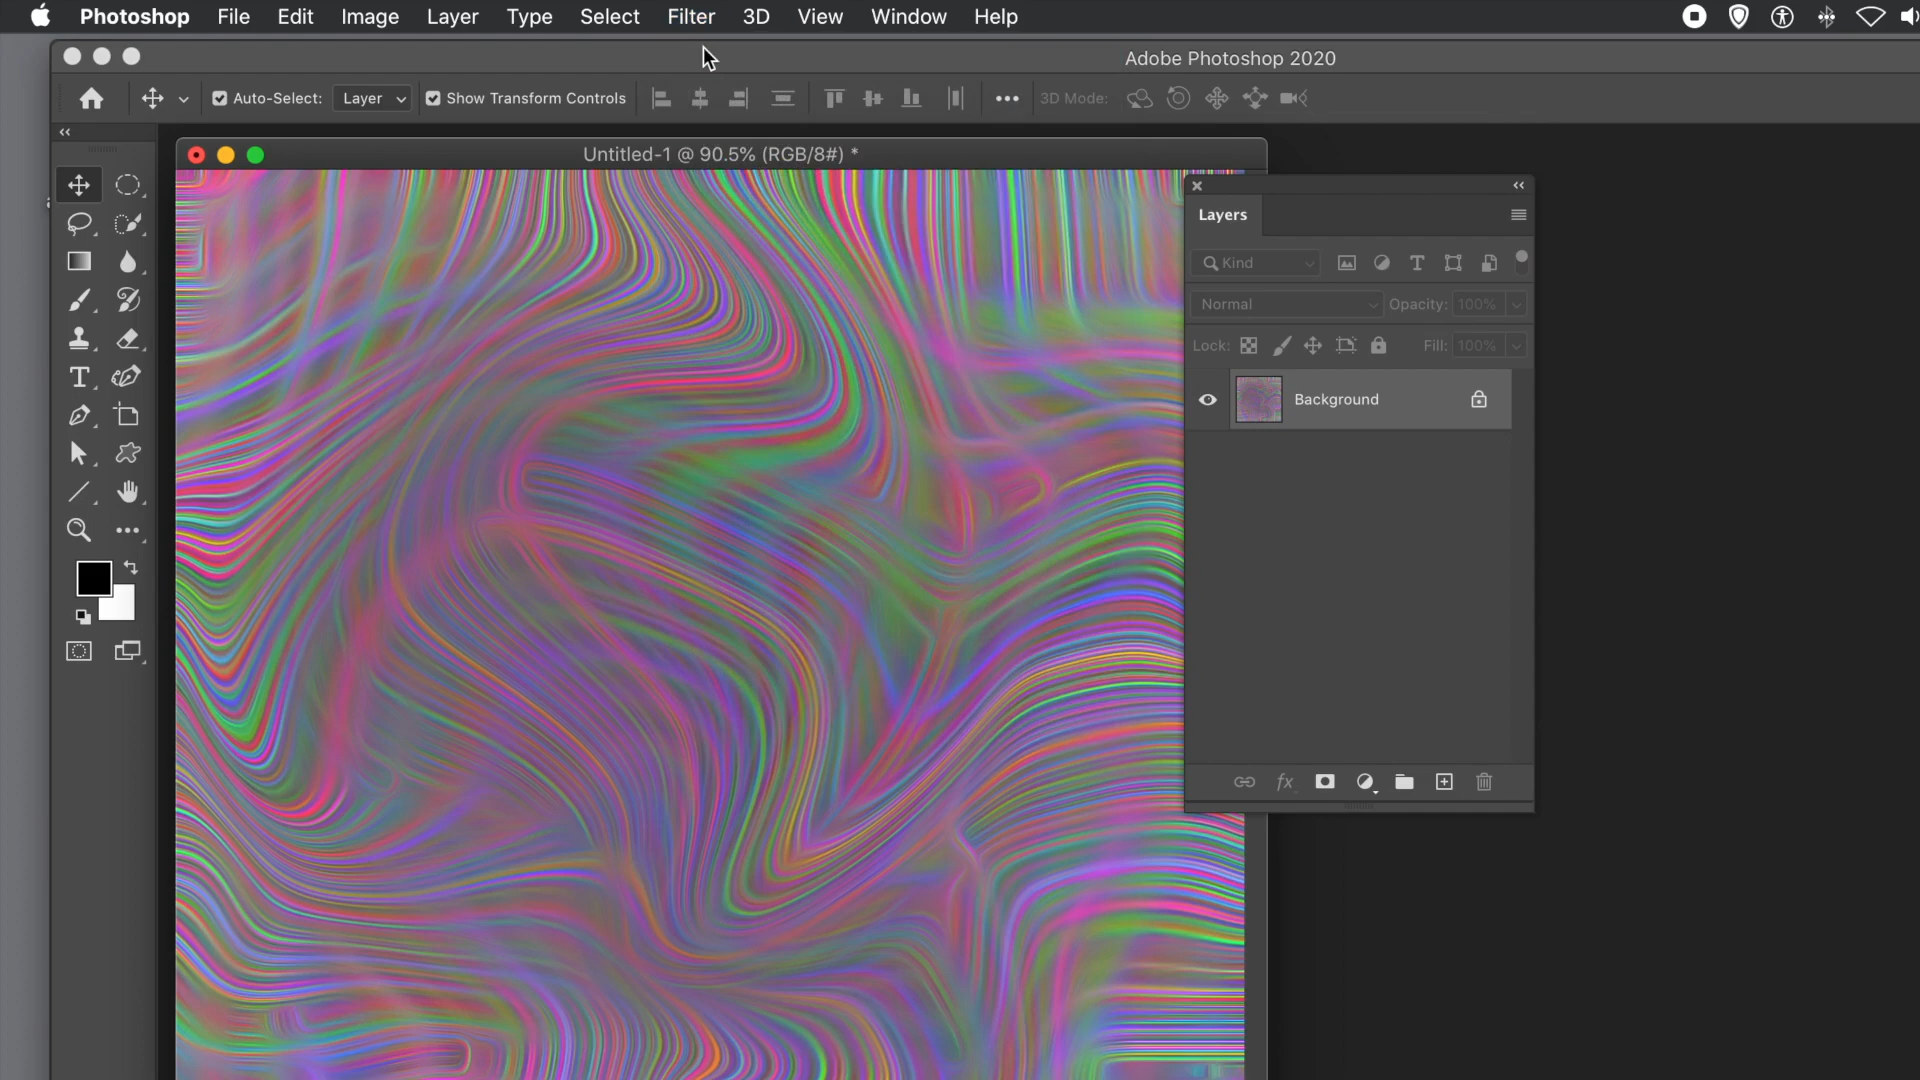 Photoshop File Edit Image Layer Type Select Filter 3D View Window Help
Adobe Photoshop 2020
Auto-Select: Layer Show Transform Controls 3D Mode:
Untitled-1 @ 90.5% (RGB/8#) *
Layers
Kind
Normal Opacity: 100%
Lock: Fill: 100%
Background
fx